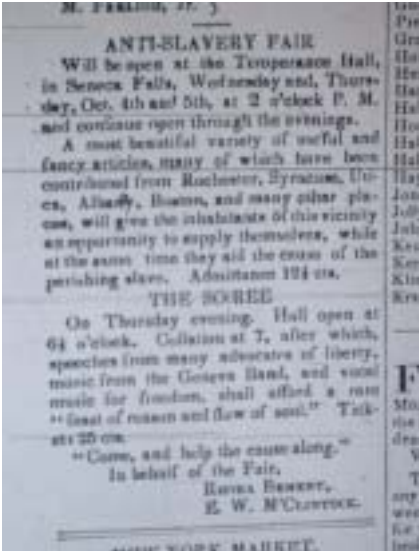 ANTI-SLAVERY FAIR
Will be open at the Temperance Hall,
in Seneca Falls, Wednesday and, Thurs-
day, Oct. 4th and 5th, at 2 o'clock P. M.
and continue open through the evenings.
A most beautiful variety of useful and
fancy articles, many of which have been
contributed from Rochester, Syracuse, Uti-
ca, Albany, Boston, and many other pla-
ces, will give the inhabitants of this vicinity
an opportunity to supply themselves, while
at the same time they aid the cause of the
perishing slave. Admittance 12½ cts.
THE SOIREE
On Thursday evening. Hall open at
6½ o'clock. Collation at 7, after which,
speeches from many advocates of liberty,
music from the Geneva Band, and vocal
music for freedom, shall afford a rare
"feast of reason and flow of soul." Tick-
ets 25 cts.
"Come, and help the cause along."
In behalf of the Fair,
E. W. M'CLINTOCK.
YORK MARKET.